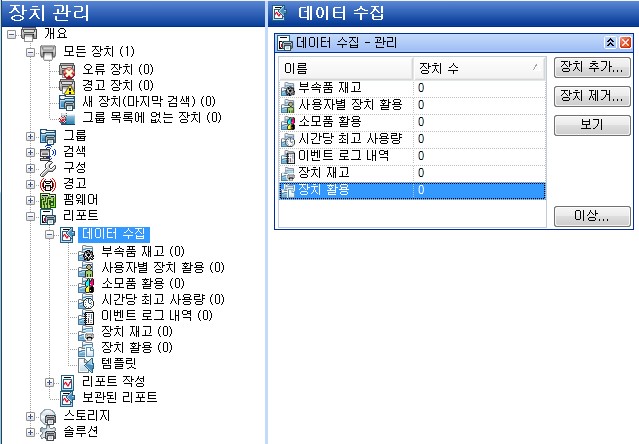 장치 관리
개요
모든 장치 (1)
오류 장치 (0)
경고 장치 (0)
새 장치(마지막 검색) (0)
그룹 목록에 없는 장치 (0)
그룹
검색
구성
경고
펌웨어
리포트
데이터 수집
부속품 재고 (0)
사용자별 장치 활용 (0)
소모품 활용 (0)
시간당 최고 사용량 (0)
이벤트 로그 내역 (0)
장치 재고 (0)
장치 활용 (0)
템플릿
리포트 작성
보관된 리포트
스토리지
솔루션
데이터 수집
데이터 수집 - 관리
이름 장치 수
부속품 재고 0
사용자별 장치 활용 0
소모품 활용 0
시간당 최고 사용량 0
이벤트 로그 내역 0
장치 재고 0
장치 활용 0
장치 추가...
장치 제거...
보기
이상...